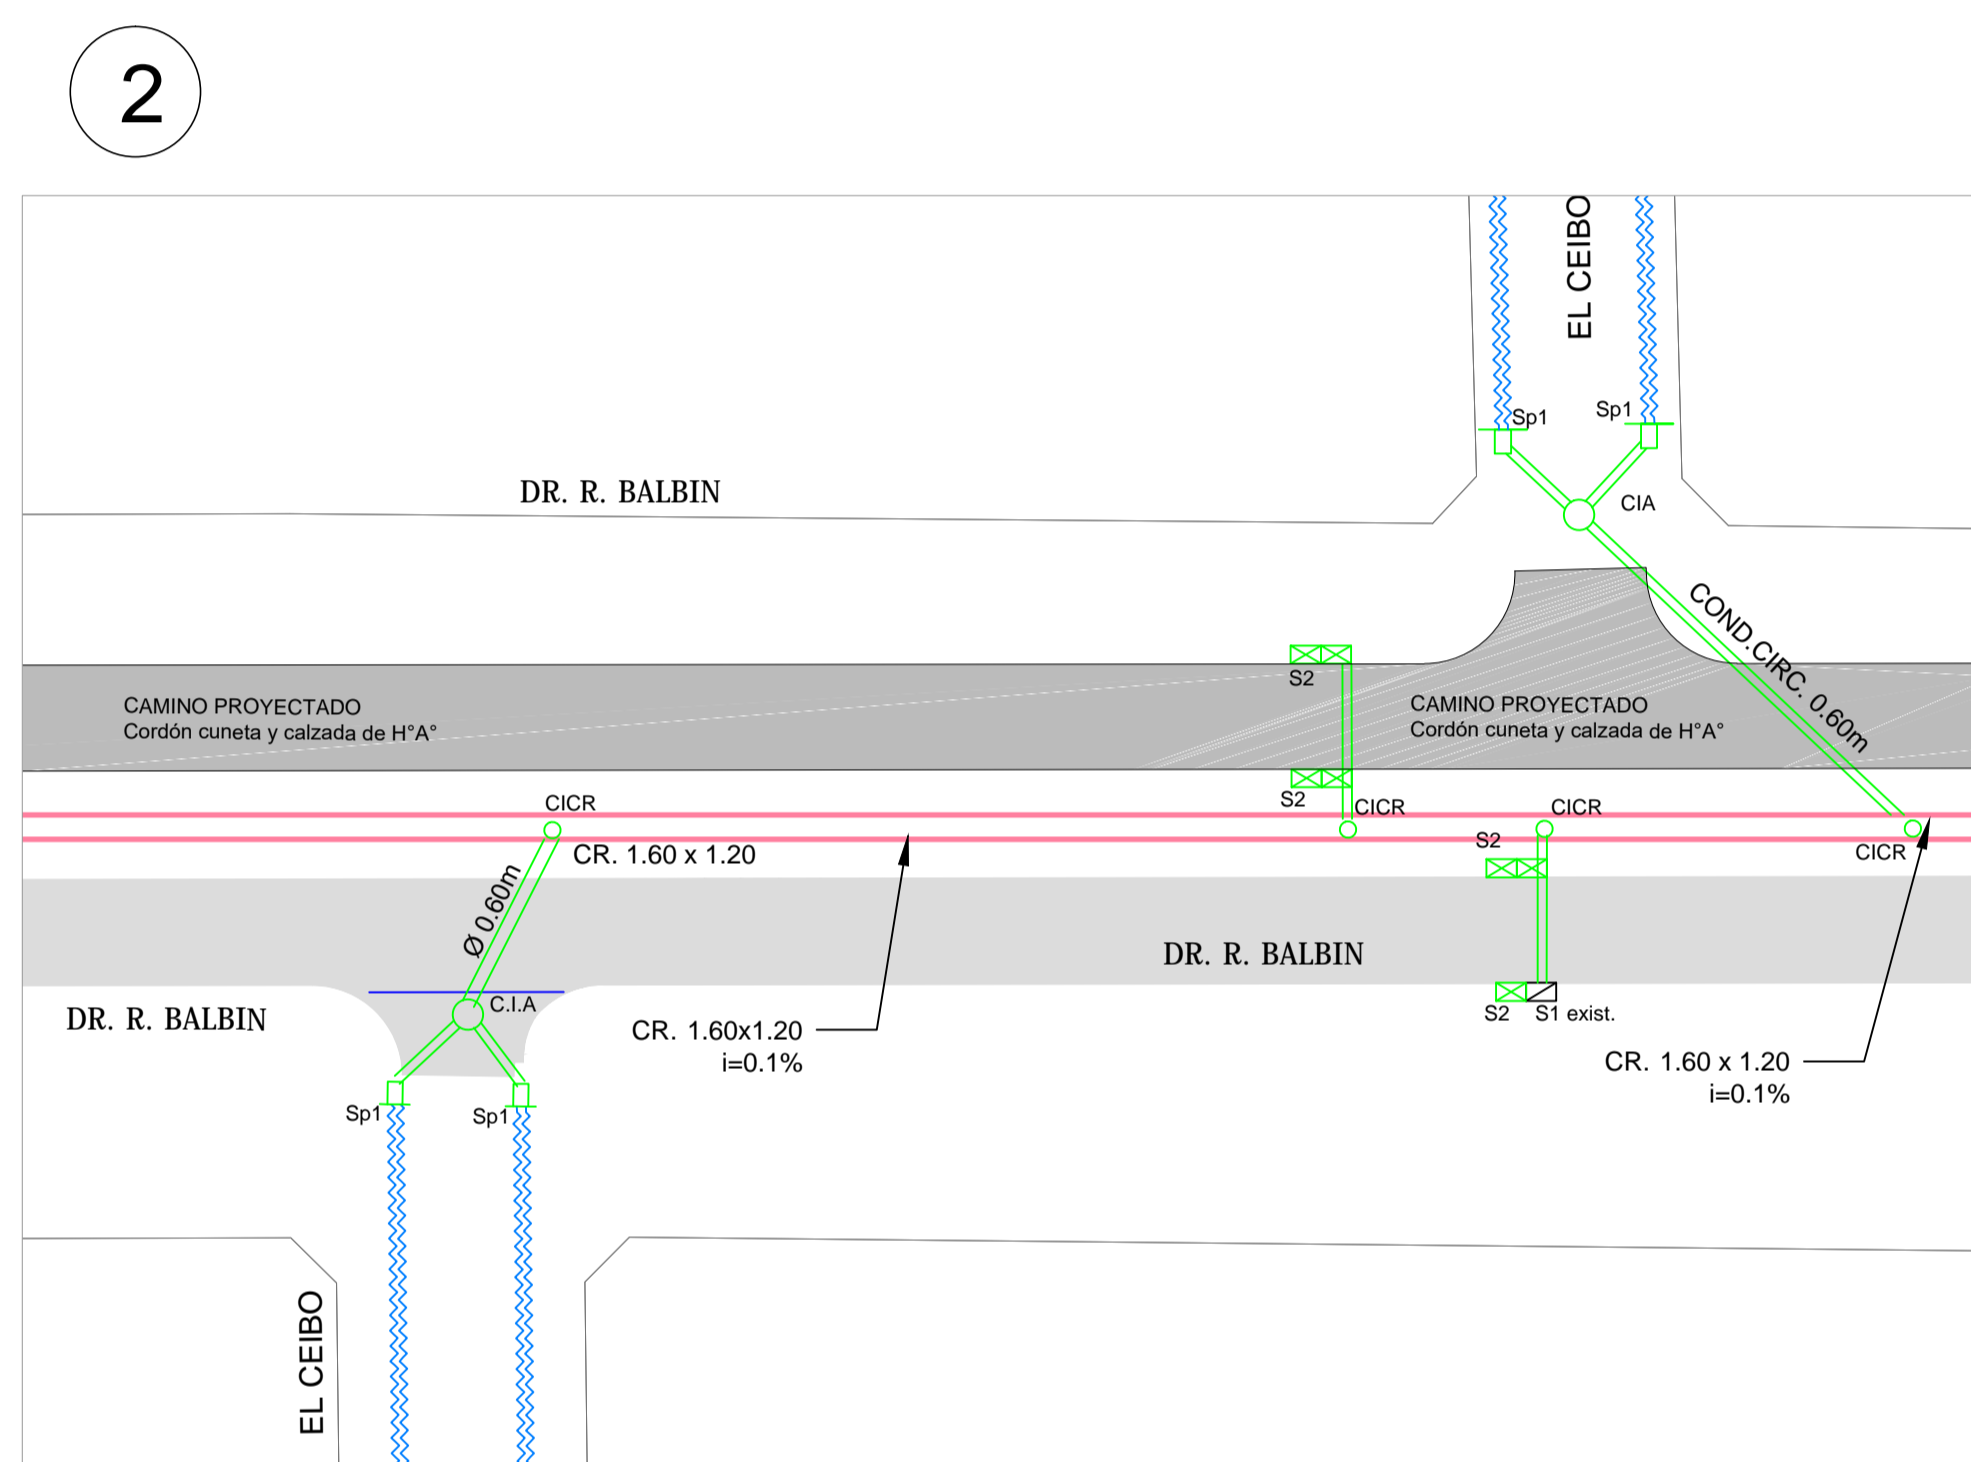 2
EL CEIBO
Sp1
Sp1
DR. R. BALBIN
CIA
COND.CIRC. 0.60m
S2
CAMINO PROYECTADO
Cordón cuneta y calzada de H°A°
CAMINO PROYECTADO
Cordón cuneta y calzada de H°A°
S2
CICR
CICR
CICR
S2
CR. 1.60 x 1.20
CICR
Ø 0.60m
DR. R. BALBIN
C.I.A
DR. R. BALBIN
S2
S1 exist.
CR. 1.60x1.20
i=0.1%
CR. 1.60 x 1.20
i=0.1%
Sp1
Sp1
EL CEIBO